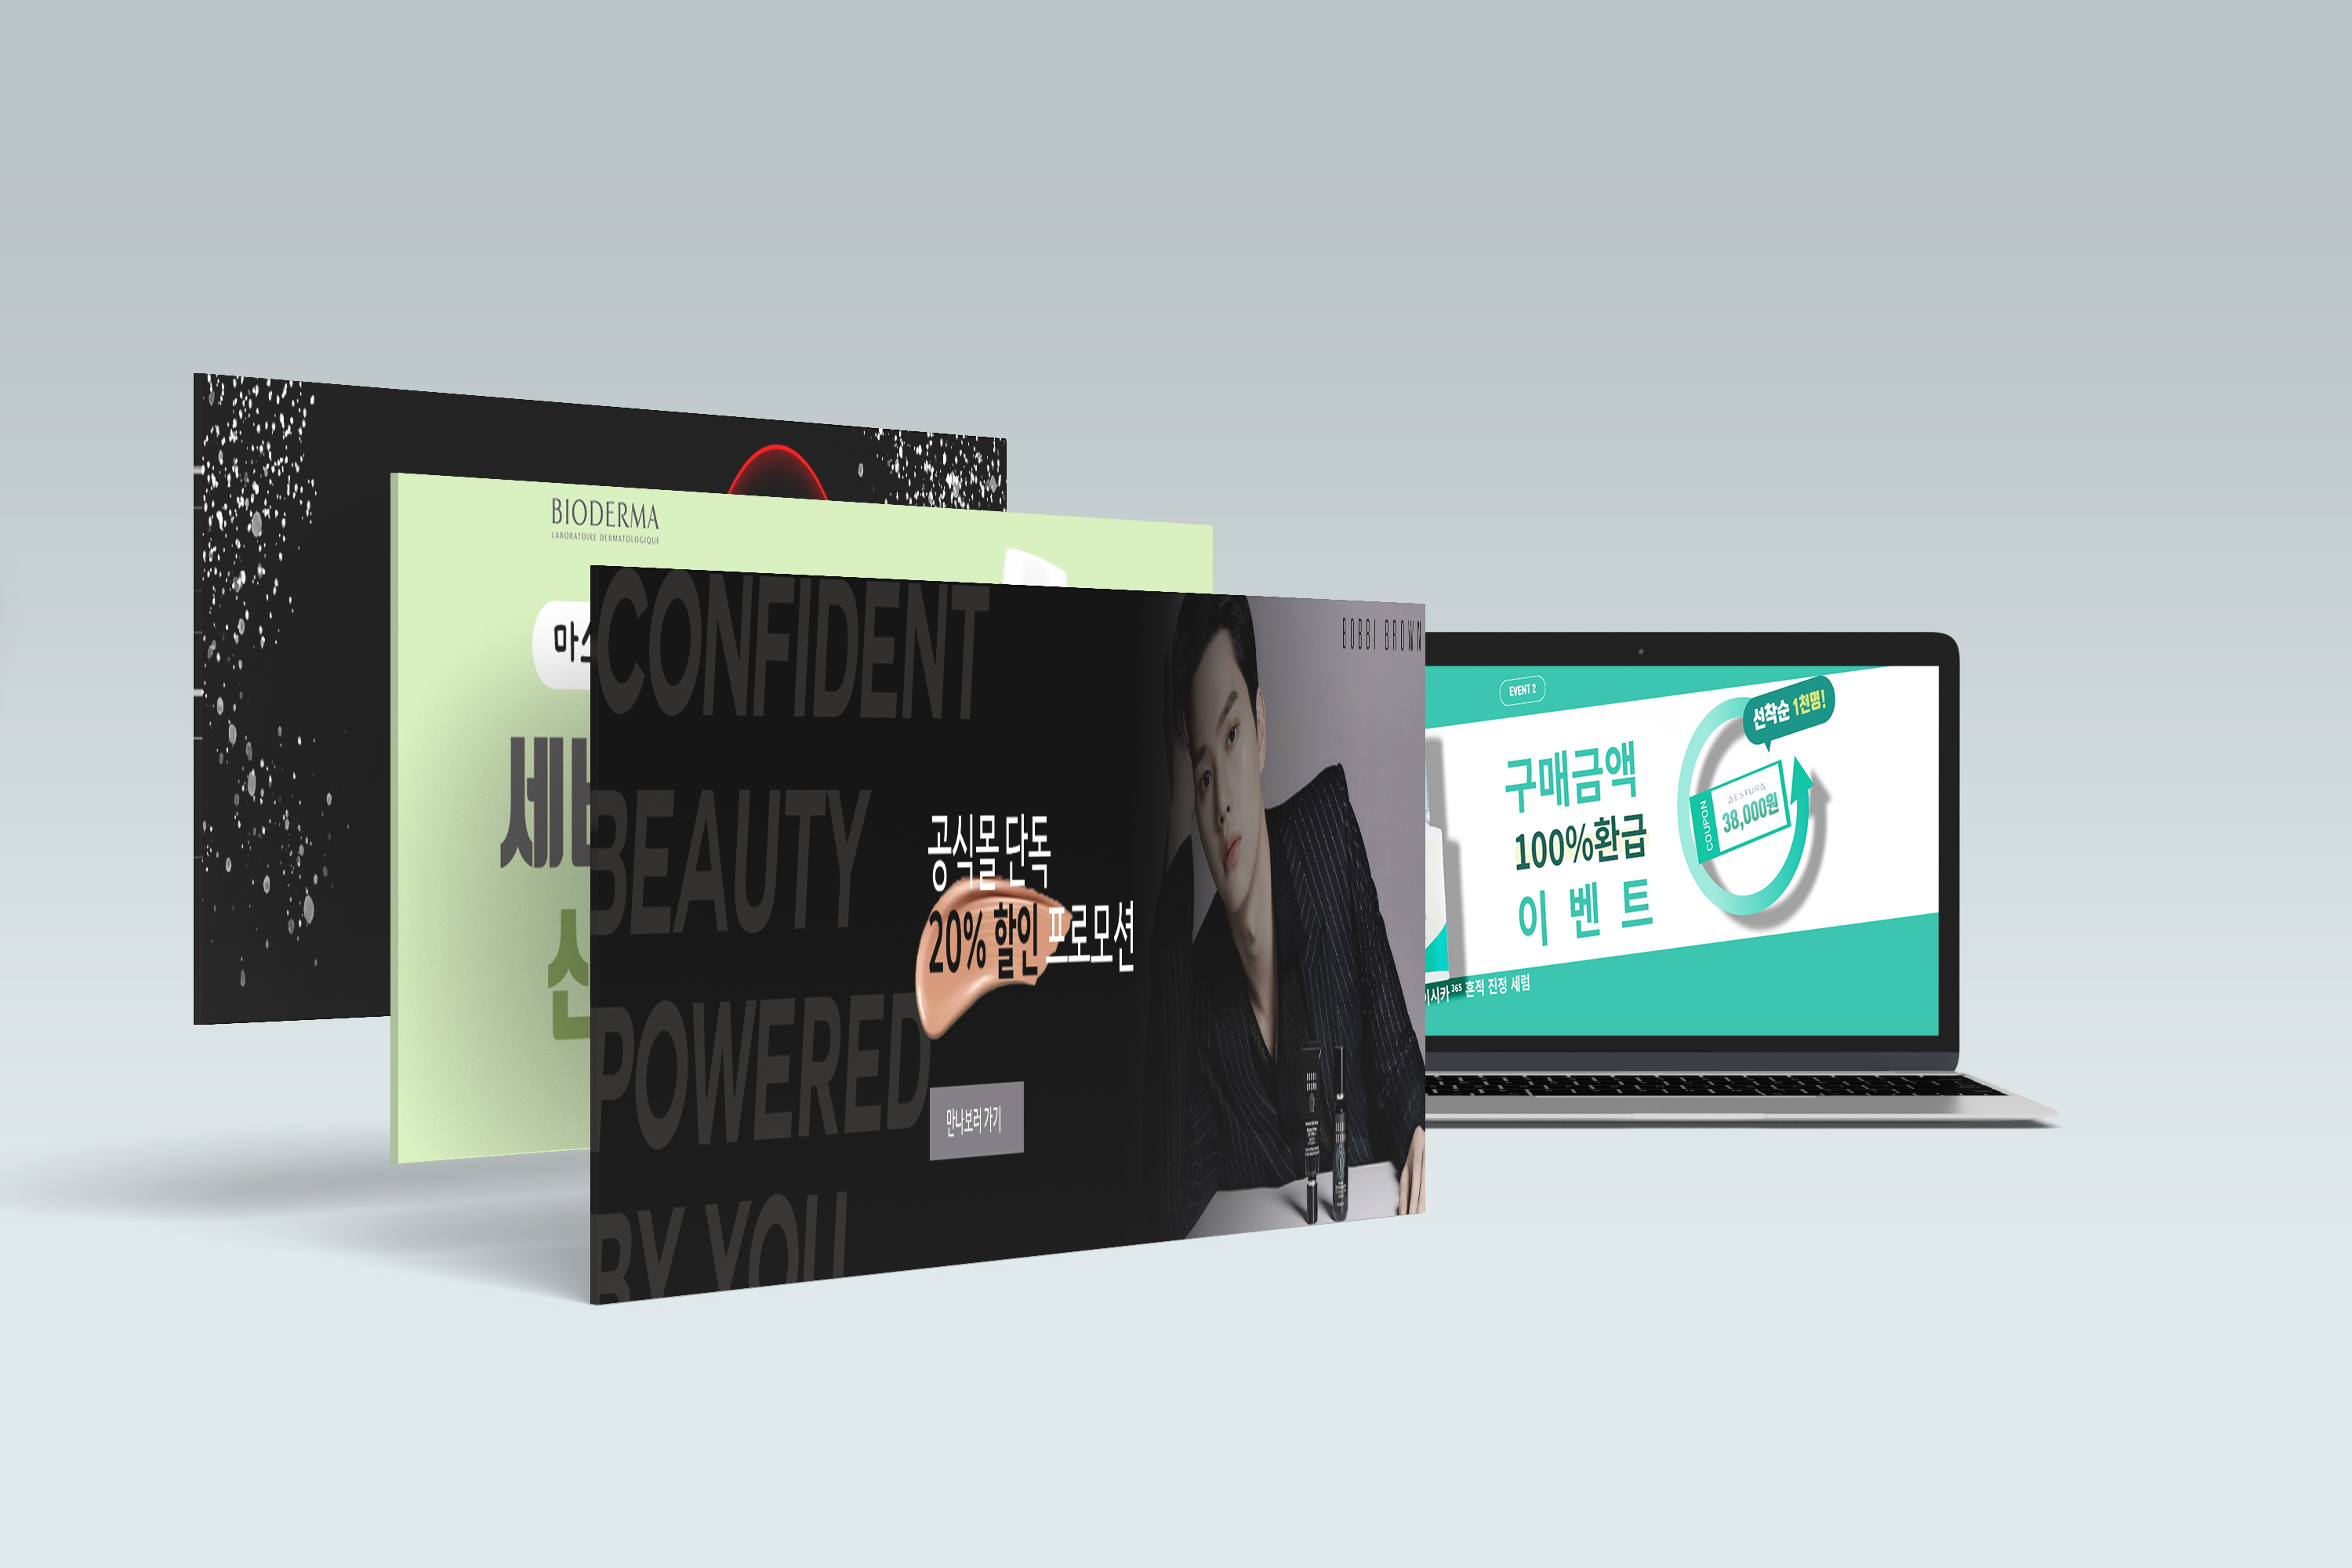 BIODERMA
LABORATOIRE DERMATOLOGIQUE
CONFIDENT
BEAUTY
POWERED
BY YOU
BOBBI BROWN
공식몰 단독
20% 할인 프로모션
만나보러 가기
EVENT 2
구매금액
100%환급
이벤트
선착순 1천명!
COUPON
AESTURA
38,000원
시카365 흔적 진정 세럼